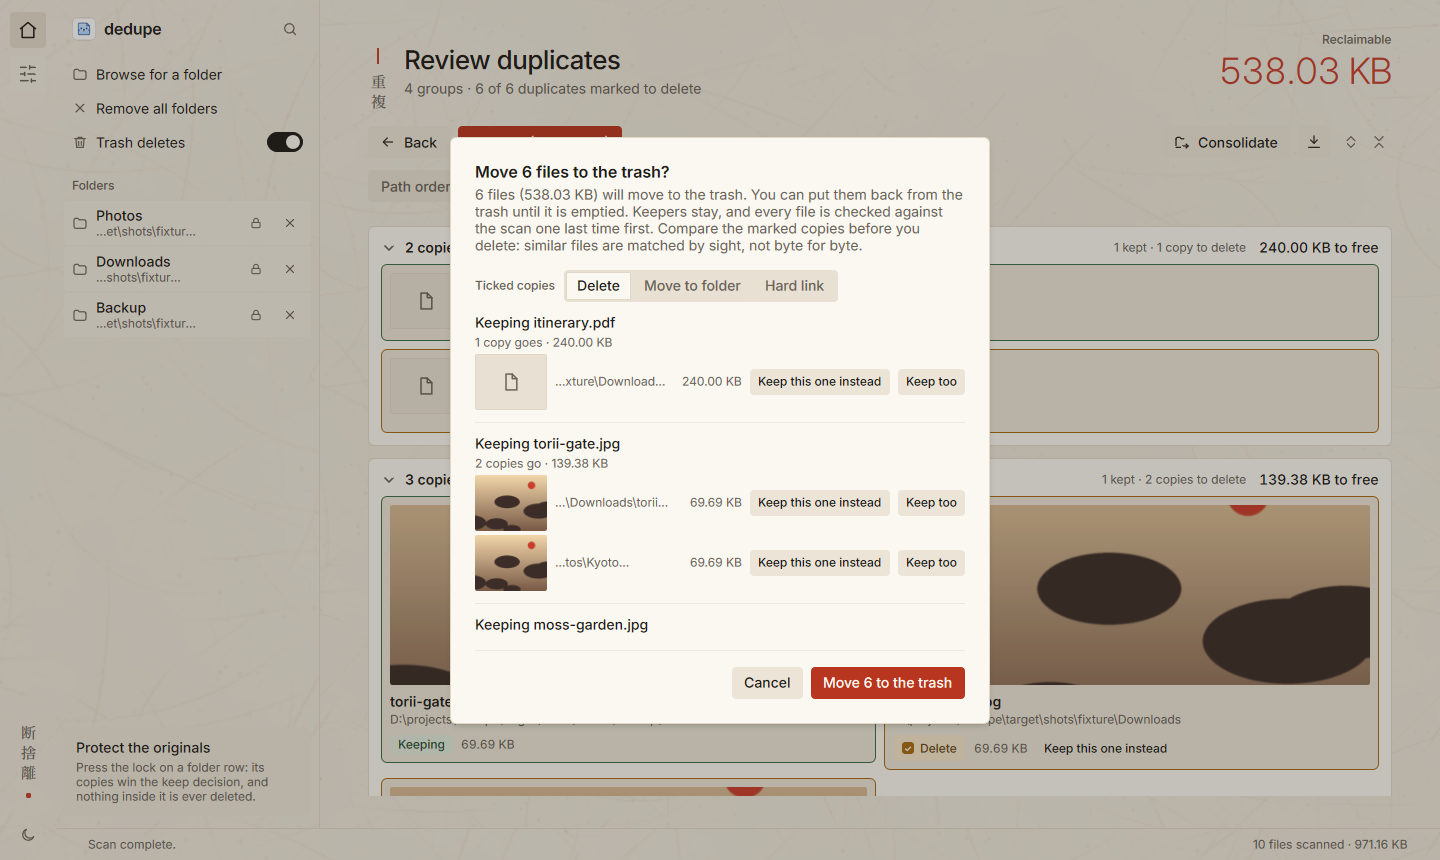 dedupe
Browse for a folder
Remove all folders
Trash deletes
Folders
Photos
...et\shots\fixtur...
Downloads
...shots\fixtur...
Backup
...et\shots\fixtur...
断
捨
離
Protect the originals
Press the lock on a folder row: its
copies win the keep decision, and
nothing inside it is ever deleted.
重
複
Review duplicates
4 groups · 6 of 6 duplicates marked to delete
Reclaimable
538.03 KB
Back
Consolidate
Path order
2 copie
1 kept · 1 copy to delete 240.00 KB to free
3 copie
1 kept · 2 copies to delete 139.38 KB to free
Move 6 files to the trash?
6 files (538.03 KB) will move to the trash. You can put them back from the
trash until it is emptied. Keepers stay, and every file is checked against
the scan one last time first. Compare the marked copies before you
delete: similar files are matched by sight, not byte for byte.
Ticked copies Delete Move to folder Hard link
Keeping itinerary.pdf
1 copy goes · 240.00 KB
...xture\Download... 240.00 KB Keep this one instead Keep too
Keeping torii-gate.jpg
2 copies go · 139.38 KB
...\Downloads\torii... 69.69 KB Keep this one instead Keep too
...tos\Kyoto... 69.69 KB Keep this one instead Keep too
Keeping moss-garden.jpg
Cancel Move 6 to the trash
torii-gate
D:\projects
Keeping 69.69 KB
pe\target\shots\fixture\Downloads
Delete 69.69 KB Keep this one instead
Scan complete.
10 files scanned · 971.16 KB